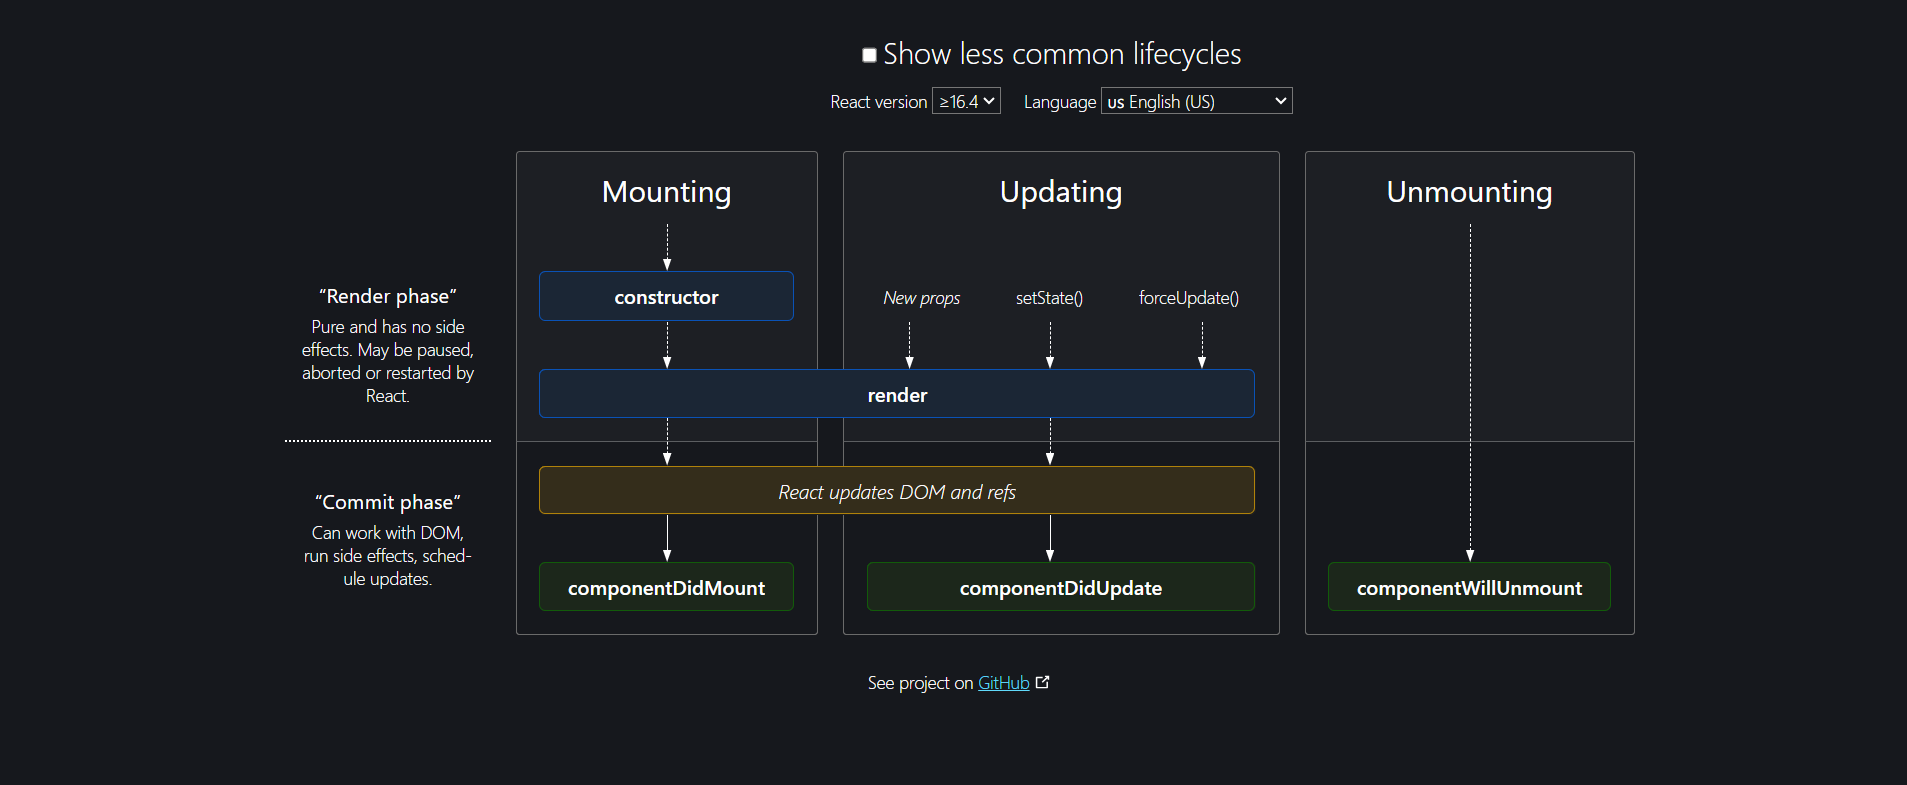 Show less common lifecycles
React version ≥16.4 Language us English (US)
Mounting
Updating
Unmounting
“Render phase”
Pure and has no side
effects. May be paused,
aborted or restarted by
React.
constructor
New props
setState()
forceUpdate()
render
“Commit phase”
Can work with DOM,
run side effects, sched-
ule updates.
React updates DOM and refs
componentDidMount
componentDidUpdate
componentWillUnmount
See project on GitHub